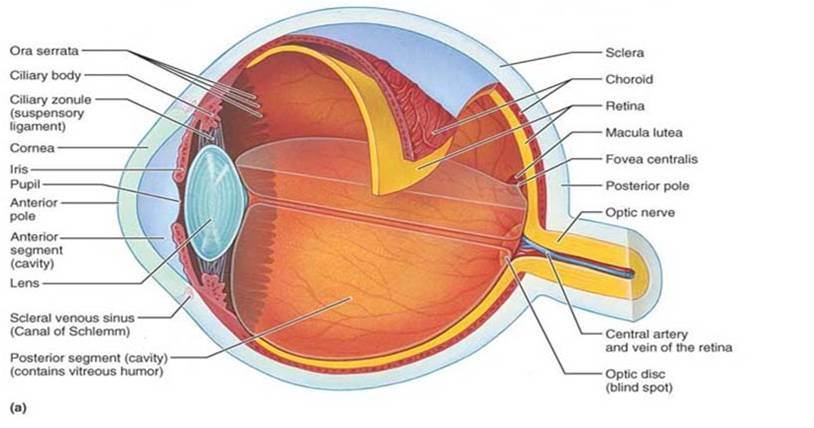 Ora serrata
Ciliary body
Ciliary zonule
(suspensory
ligament)
Cornea
Iris
Pupil
Anterior
pole
Anterior
segment
(cavity)
Lens
Scleral venous sinus
(Canal of Schlemm)
Posterior segment (cavity)
(contains vitreous humor)
(a)
Sclera
Choroid
Retina
Macula lutea
Fovea centralis
Posterior pole
Optic nerve
Central artery
and vein of the retina
Optic disc
(blind spot)